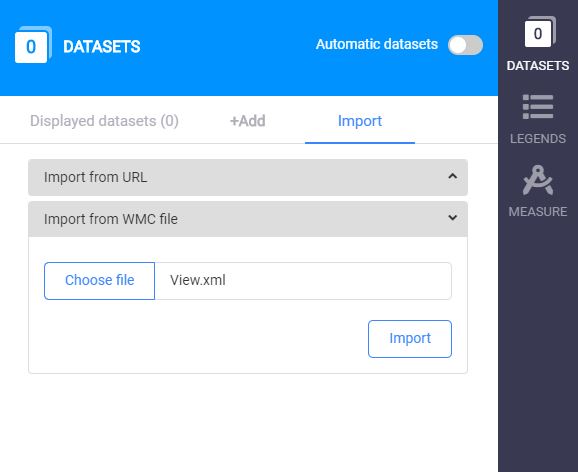 0 DATASETS
Automatic datasets
0
DATASETS
Displayed datasets (0)
+Add
Import
LEGENDS
Import from URL
MEASURE
Import from WMC file
Choose file
View.xml
Import